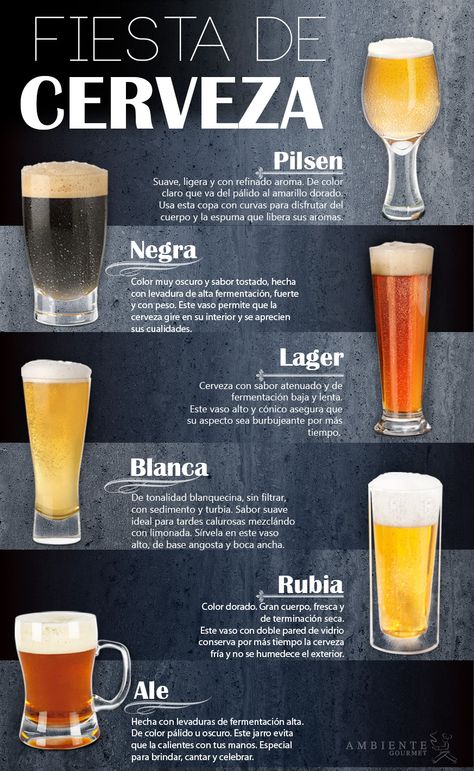 FIESTA DE
CERVEZA
Pilsen
Suave, ligera y con refinado aroma. De color
claro que va del pálido al amarillo dorado.
Usa esta copa con curvas para disfrutar del
cuerpo y la espuma que libera sus aromas.
Negra
Color muy oscuro y sabor tostado, hecha
con levadura de alta fermentación, fuerte
y con peso. Este vaso permite que la
cerveza gire en su interior y se aprecien
sus cualidades.
Lager
Cerveza con sabor atenuado y de
fermentación baja y lenta.
Este vaso alto y cónico asegura que
su aspecto sea burbujeante por más
tiempo.
Blanca
De tonalidad blanquecina, sin filtrar,
con sedimento y turbia. Sabor suave
ideal para tardes calurosas mezclándo
con limonada. Sírvela en este vaso
alto, de base angosta y boca ancha.
Rubia
Color dorado. Gran cuerpo, fresca y
de terminación seca.
Este vaso con doble pared de vidrio
conserva por más tiempo la cerveza
fría y no se humedece el exterior.
Ale
Hecha con levaduras de fermentación alta.
De color pálido u oscuro. Este jarro evita
que la calientes con tus manos. Especial
para brindar, cantar y celebrar.
AMBIENTE
GOURMET